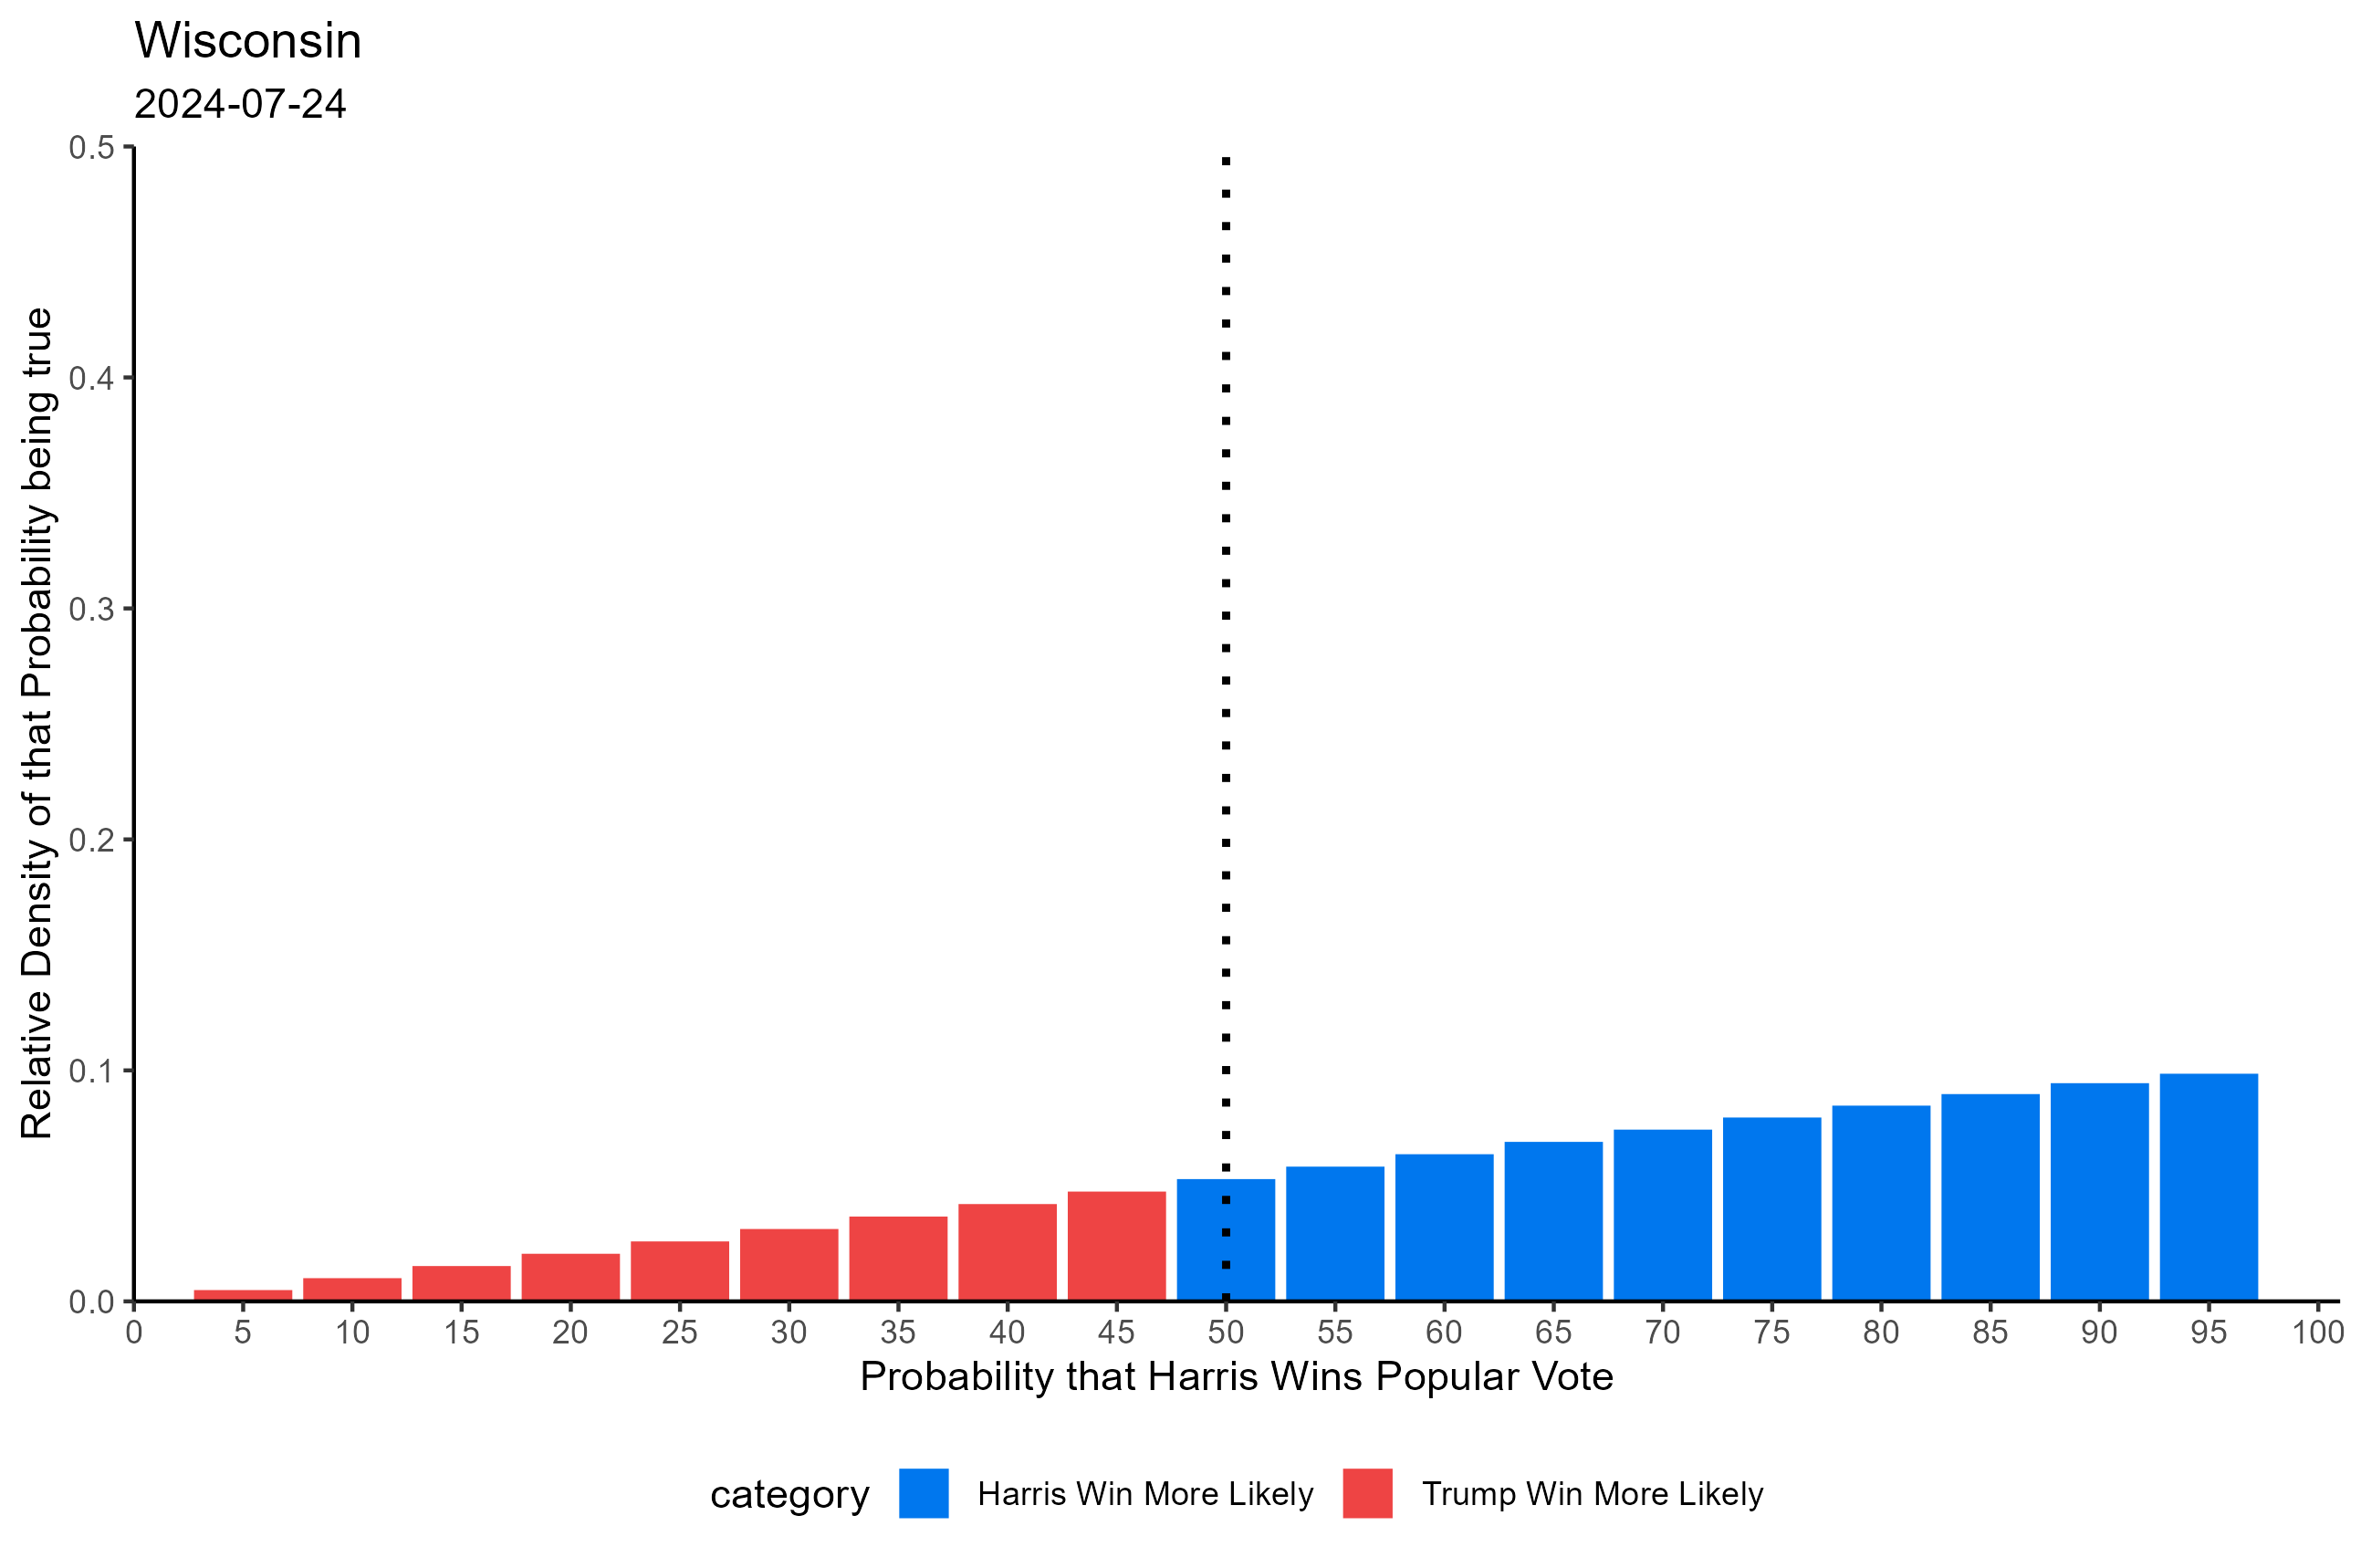 Wisconsin
2024-07-24
Relative Density of that Probability being true
0.5
0.4
0.3
0.2
0.1
0.0
0 5 10 15 20 25 30 35 40 45 50 55 60 65 70 75 80 85 90 95 100
Probability that Harris Wins Popular Vote
category Harris Win More Likely Trump Win More Likely